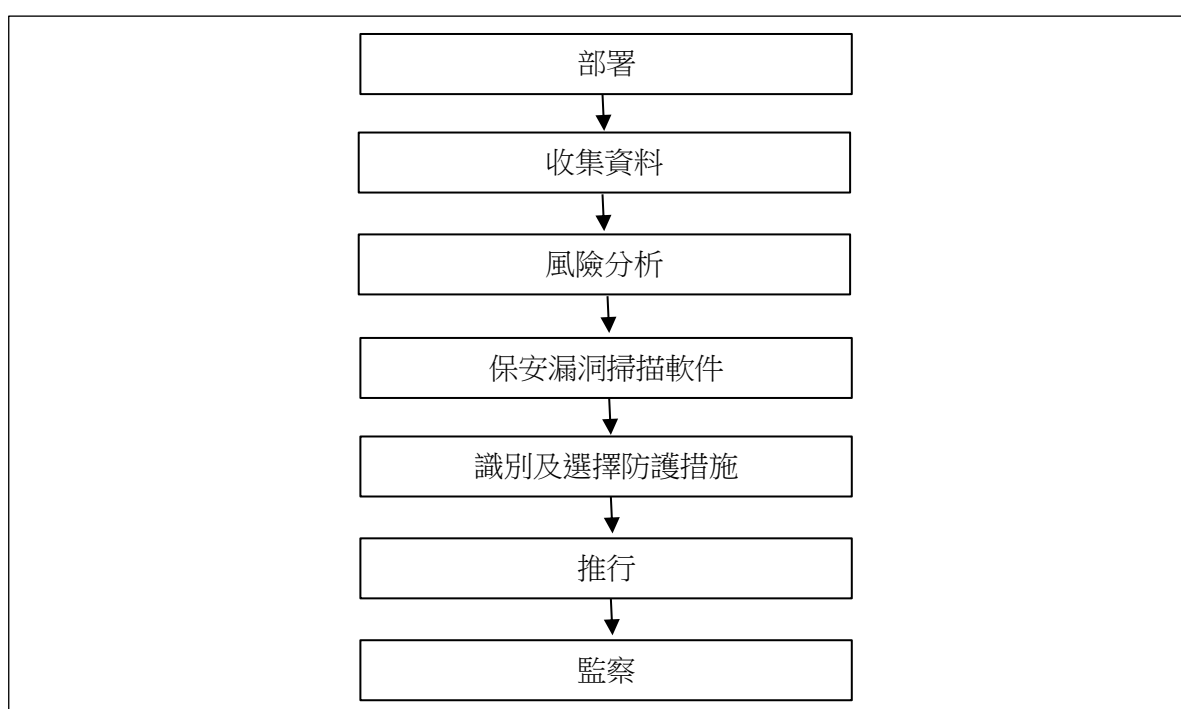 部署
收集資料
風險分析
保安漏洞掃描軟件
識別及選擇防護措施
推行
監察